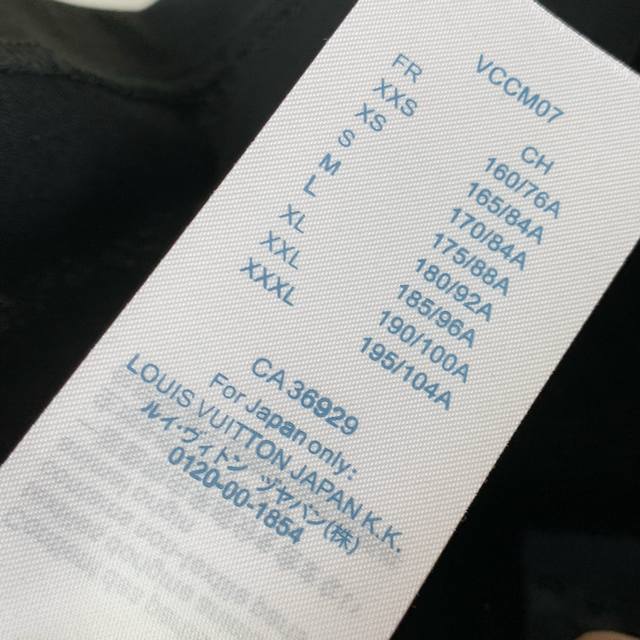 VCCM07
FR CH
XXS 160/76A
XS 165/84A
S 170/84A
M 175/88A
L 180/92A
XL 185/96A
XXL 190/100A
XXXL 195/104A
CA 36929
For Japan only:
LOUIS VUITTON JAPAN K.K.
ルイ・ヴィトン ヅヤパン(株)
0120-00-1854